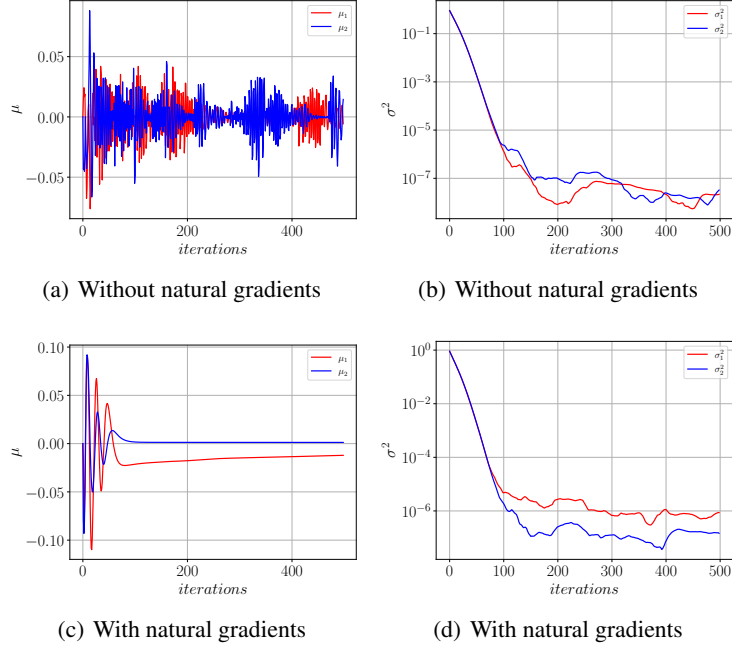 μ₁
μ₂
0.05
0.00
−0.05
μ
0
200
400
iterations
(a) Without natural gradients
σ₁²
σ₂²
10⁻¹
10⁻³
10⁻⁵
10⁻⁷
σ²
0
100
200
300
400
500
iterations
(b) Without natural gradients
μ₁
μ₂
0.10
0.05
0.00
−0.05
−0.10
μ
0
200
400
iterations
(c) With natural gradients
σ₁²
σ₂²
10⁰
10⁻²
10⁻⁴
10⁻⁶
σ²
0
100
200
300
400
500
iterations
(d) With natural gradients